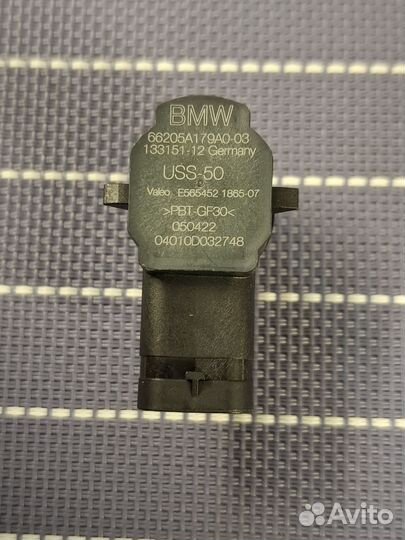 BMW
66205A179A0-03
133151-12 Germany
USS-50
Valeo E565452 1865-07
>PBT-GF30<
050422
04010D032748
Avito